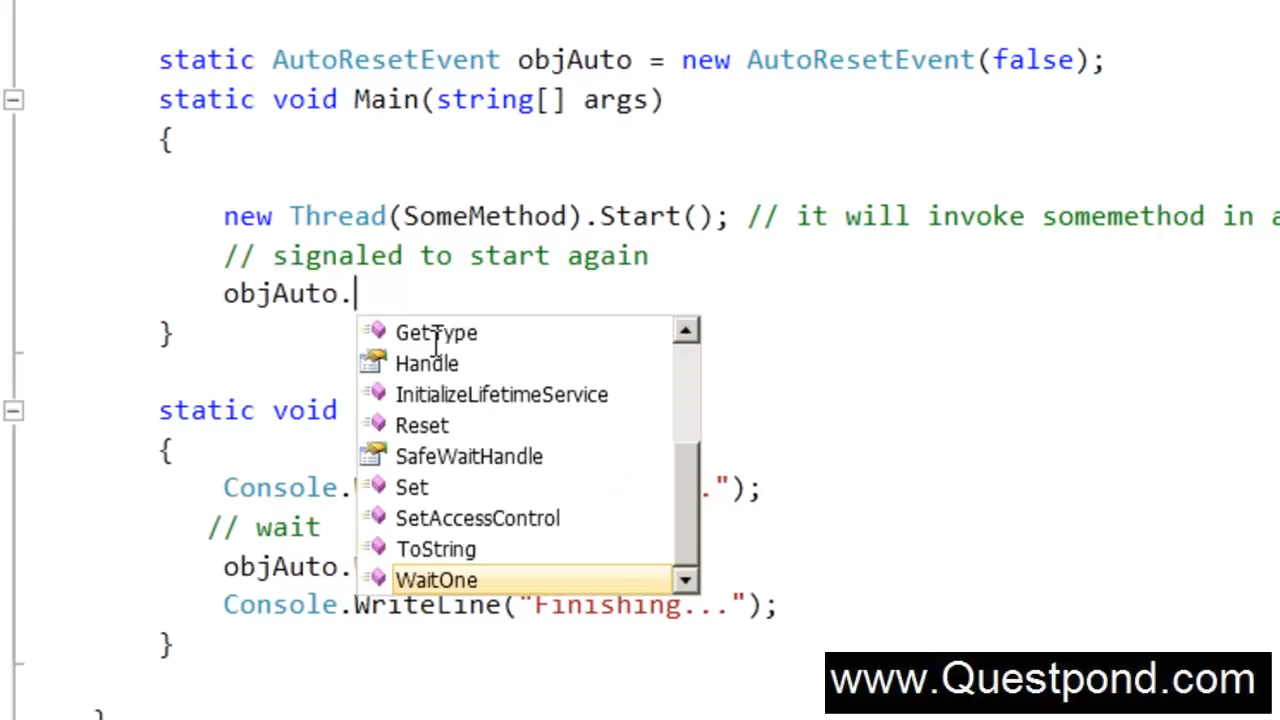 static AutoResetEvent objAuto = new AutoResetEvent(false);
static void Main(string[] args)
{
new Thread(SomeMethod).Start(); // it will invoke somemethod in a
// signaled to start again
objAuto.
}
GetType
Handle
InitializeLifetimeService
Reset
SafeWaitHandle
Set
SetAccessControl
ToString
WaitOne
static void
{
Console. .");
// wait
objAuto.
Console.WriteLine("Finishing...");
}
}
www.Questpond.com